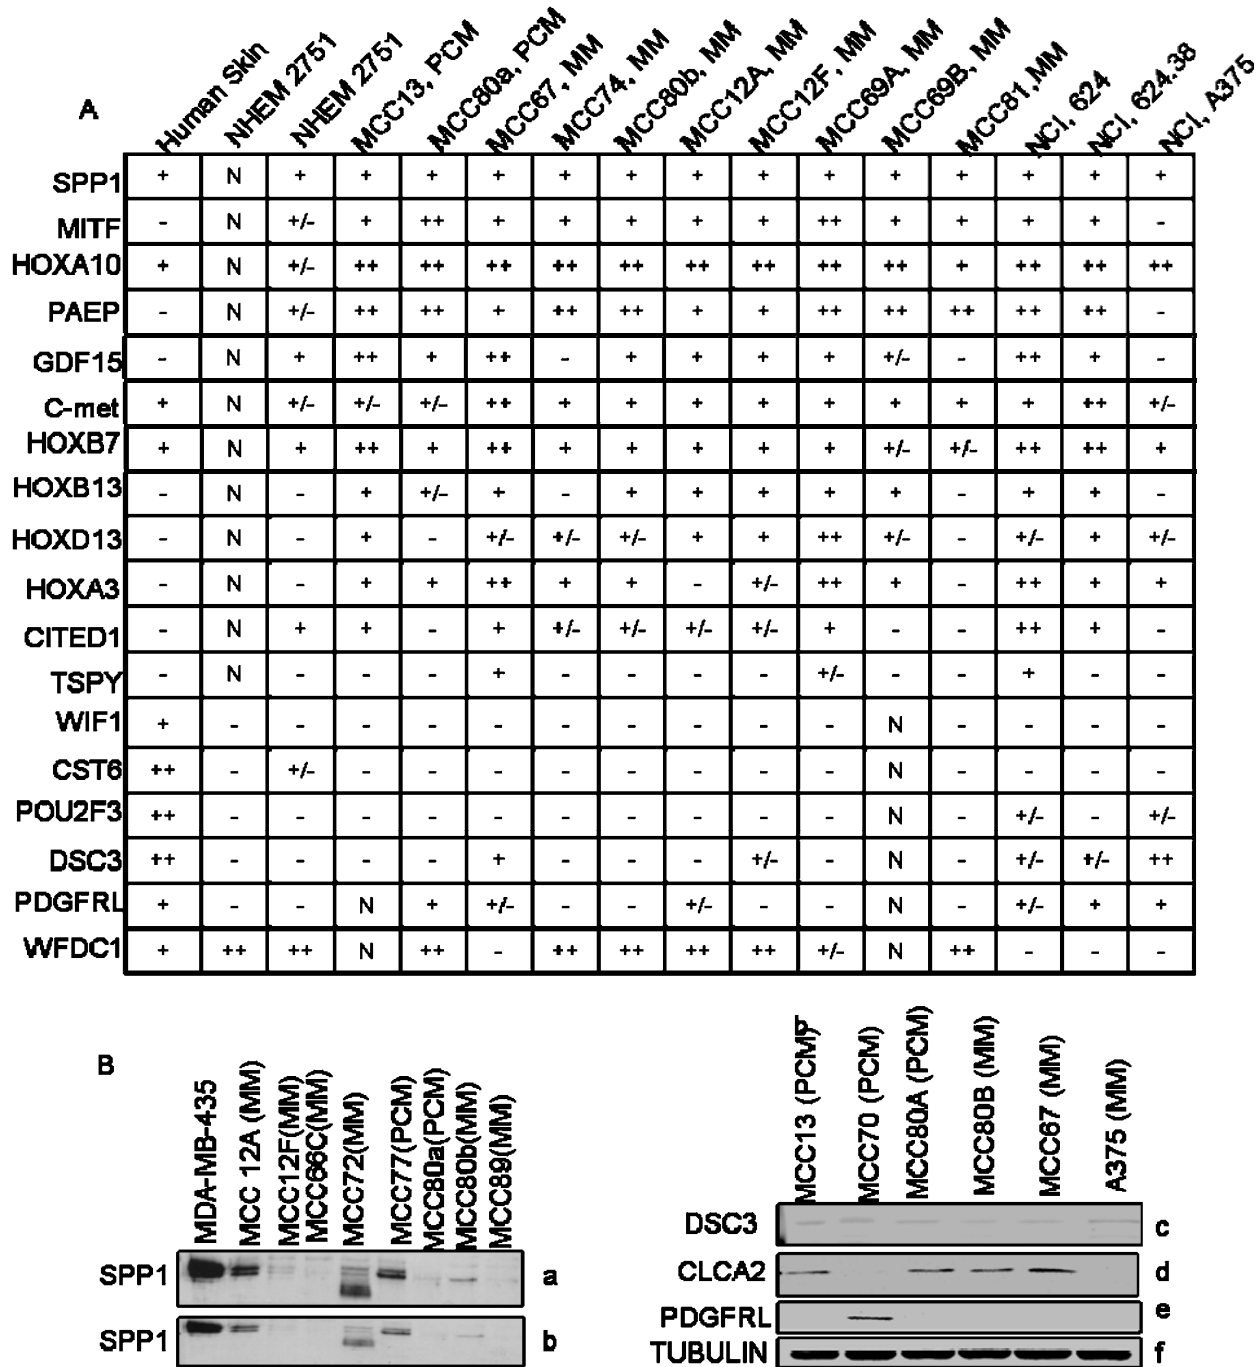 A
Human Skin
NHEM 2751
NHEM 2751
MCC13, PCM
MCC80a, PCM
MCC67, MM
MCC74, MM
MCC80b, MM
MCC12A, MM
MCC12F, MM
MCC69A, MM
MCC69B, MM
MCC81, MM
NCI, 624
NCI, 624.38
NCI, A375
SPP1 + N + + + + + + + + + + + + + +
MITF - N +/- + ++ + + + + + ++ + + + + -
HOXA10 + N +/- ++ ++ ++ ++ ++ ++ ++ ++ ++ + ++ ++ ++
PAEP - N +/- ++ ++ + ++ ++ + + ++ ++ ++ ++ ++ -
GDF15 - N + ++ + ++ - + + + + +/- - ++ + -
C-met + N +/- +/- +/- ++ + + + + + + + + ++ +/-
HOXB7 + N + ++ + ++ + + + + + +/- +/- ++ ++ +
HOXB13 - N - + +/- + - + + + + + - + + -
HOXD13 - N - + - +/- +/- +/- + + ++ +/- - +/- + +/-
HOXA3 - N - + + ++ + + - +/- ++ + - ++ + +
CITED1 - N + + - + +/- +/- +/- +/- + - - ++ + -
TSPY - N - - - + - - - - +/- - - + - -
WIF1 + - - - - - - - - - - N - - - -
CST6 ++ - +/- - - - - - - - - N - - - -
POU2F3 ++ - - - - - - - - - - N - +/- - +/-
DSC3 ++ - - - - + - - - +/- - N - +/- +/- ++
PDGFRL + - - N + +/- - - +/- - - N - +/- + +
WFDC1 + ++ ++ N ++ - ++ ++ ++ ++ +/- N ++ - - -
B
MDA-MB-435
MCC 12A (MM)
MCC12F(MM)
MCC66C(MM)
MCC72(MM)
MCC77(PCM)
MCC80a(PCM)
MCC80b(MM)
MCC89(MM)
SPP1 a
SPP1 b
MCC13 (PCM)
MCC70 (PCM)
MCC80A (PCM)
MCC80B (MM)
MCC67 (MM)
A375 (MM)
DSC3 c
CLCA2 d
PDGFRL e
TUBULIN f